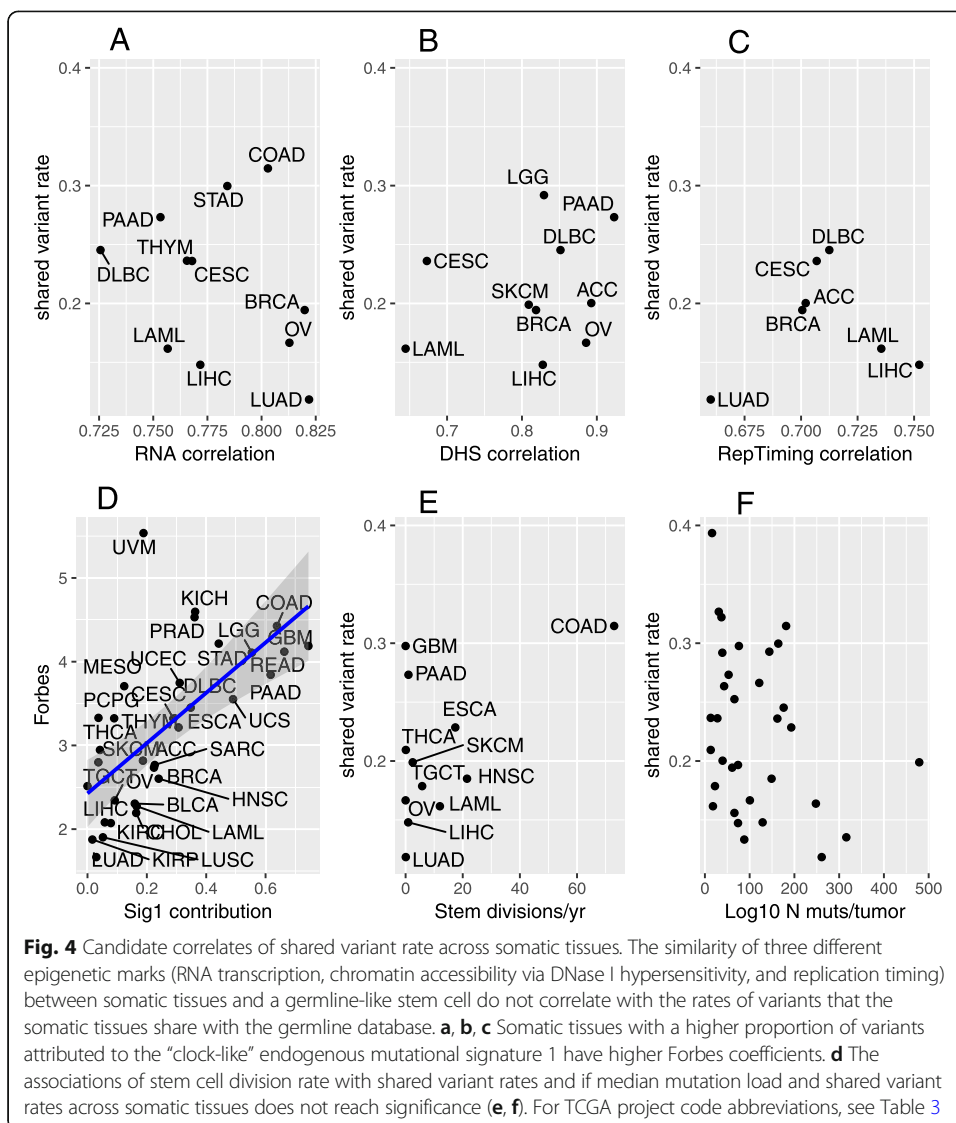 A
0.4
0.3
0.2
shared variant rate
COAD
STAD
PAAD
THYM
DLBC
CESC
BRCA
OV
LAML
LIHC
LUAD
0.725 0.750 0.775 0.800 0.825
RNA correlation
B
shared variant rate
LGG
PAAD
DLBC
CESC
SKCM
ACC
BRCA
OV
LAML
LIHC
0.7 0.8 0.9
DHS correlation
C
0.4
0.3
0.2
shared variant rate
DLBC
CESC
ACC
BRCA
LAML
LIHC
LUAD
0.675 0.700 0.725 0.750
RepTiming correlation
D
5
4
3
2
Forbes
UVM
KICH
COAD
PRAD
LGG
GBM
UCEC
STAD
READ
MESO
DLBC
PAAD
PCPG
CESC
THYM
ESCA
UCS
THCA
SKCM
ACC
SARC
TGCT
OV
BRCA
HNSC
LIHC
BLCA
KIRC
CHOL
LAML
LUAD
KIRP
LUSC
0.0 0.2 0.4 0.6
Sig1 contribution
E
0.4
0.3
0.2
shared variant rate
COAD
GBM
PAAD
ESCA
THCA
SKCM
TGCT
HNSC
OV
LAML
LIHC
LUAD
0 20 40 60
Stem divisions/yr
F
0.4
0.3
0.2
shared variant rate
0 100 200 300 400 500
Log10 N muts/tumor
Fig. 4 Candidate correlates of shared variant rate across somatic tissues. The similarity of three different
epigenetic marks (RNA transcription, chromatin accessibility via DNase I hypersensitivity, and replication timing)
between somatic tissues and a germline-like stem cell do not correlate with the rates of variants that the
somatic tissues share with the germline database. a, b, c Somatic tissues with a higher proportion of variants
attributed to the “clock-like” endogenous mutational signature 1 have higher Forbes coefficients. d The
associations of stem cell division rate with shared variant rates and if median mutation load and shared variant
rates across somatic tissues does not reach significance (e, f). For TCGA project code abbreviations, see Table 3